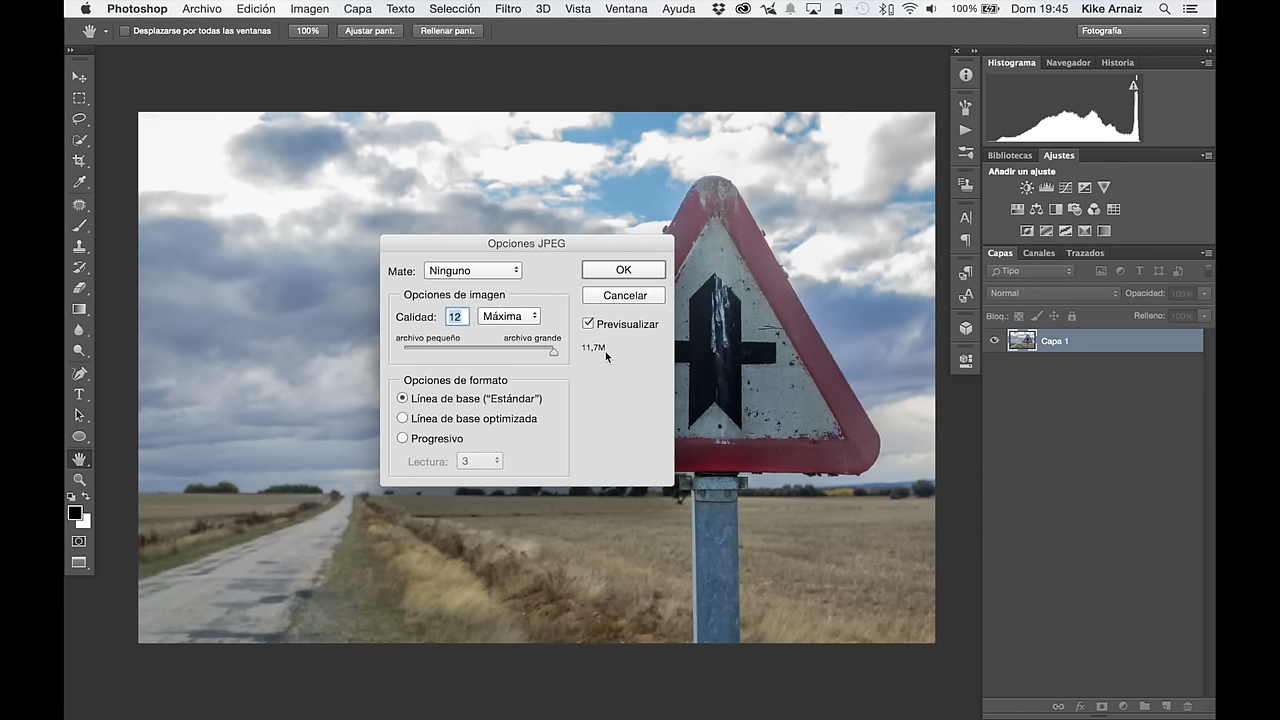 Photoshop Archivo Edición Imagen Capa Texto Selección Filtro 3D Vista Ventana Ayuda 100% Dom 19:45 Kike Arnaiz
Desplazarse por todas las ventanas 100% Ajustar pant. Rellenar pant. Fotografía
Histograma Navegador Historia
Bibliotecas Ajustes
Añadir un ajuste
Capas Canales Trazados
Tipo
Normal Opacidad: 100%
Bloq.: Relleno: 100%
Capa 1
Opciones JPEG
Mate: Ninguno OK
Opciones de imagen Cancelar
Calidad: 12 Máxima Previsualizar
archivo pequeño archivo grande
11,7M
Opciones de formato
Línea de base (“Estándar”)
Línea de base optimizada
Progresivo
Lectura: 3